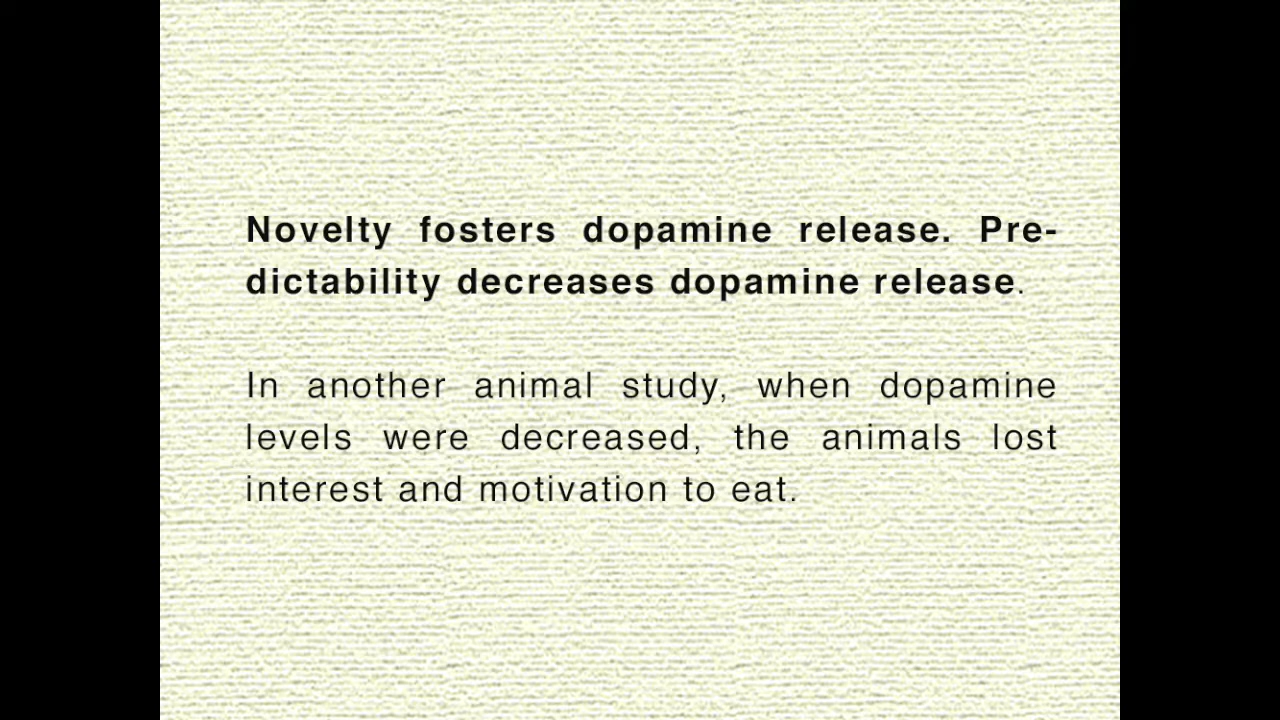 Novelty fosters dopamine release. Pre-
dictability decreases dopamine release.
In another animal study, when dopamine
levels were decreased, the animals lost
interest and motivation to eat.